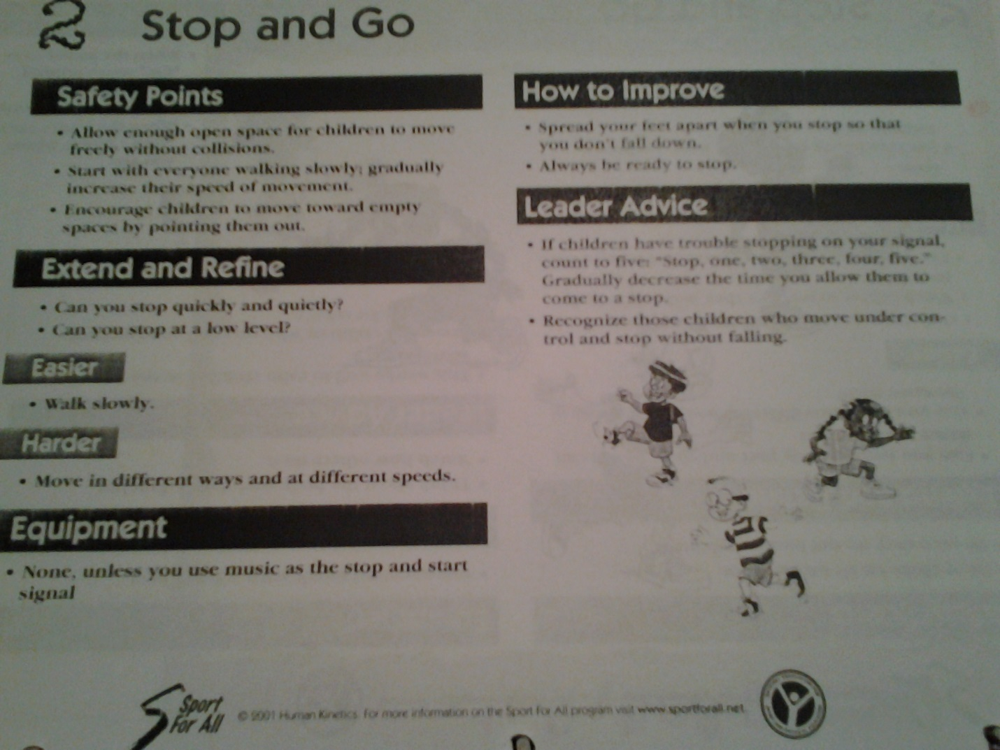 2 Stop and Go
Safety Points
• Allow enough open space for children to move
freely without collisions.
• Start with everyone walking slowly; gradually
increase their speed of movement.
• Encourage children to move toward empty
spaces by pointing them out.
Extend and Refine
• Can you stop quickly and quietly?
• Can you stop at a low level?
Easier
• Walk slowly.
Harder
• Move in different ways and at different speeds.
Equipment
• None, unless you use music as the stop and start
signal
How to Improve
• Spread your feet apart when you stop so that
you don't fall down.
• Always be ready to stop.
Leader Advice
• If children have trouble stopping on your signal,
count to five: "Stop, one, two, three, four, five."
Gradually decrease the time you allow them to
come to a stop.
• Recognize those children who move under con-
trol and stop without falling.
Sport
For All
© 2001 Human Kinetics. For more information on the Sport For All program visit www.sportforall.net.